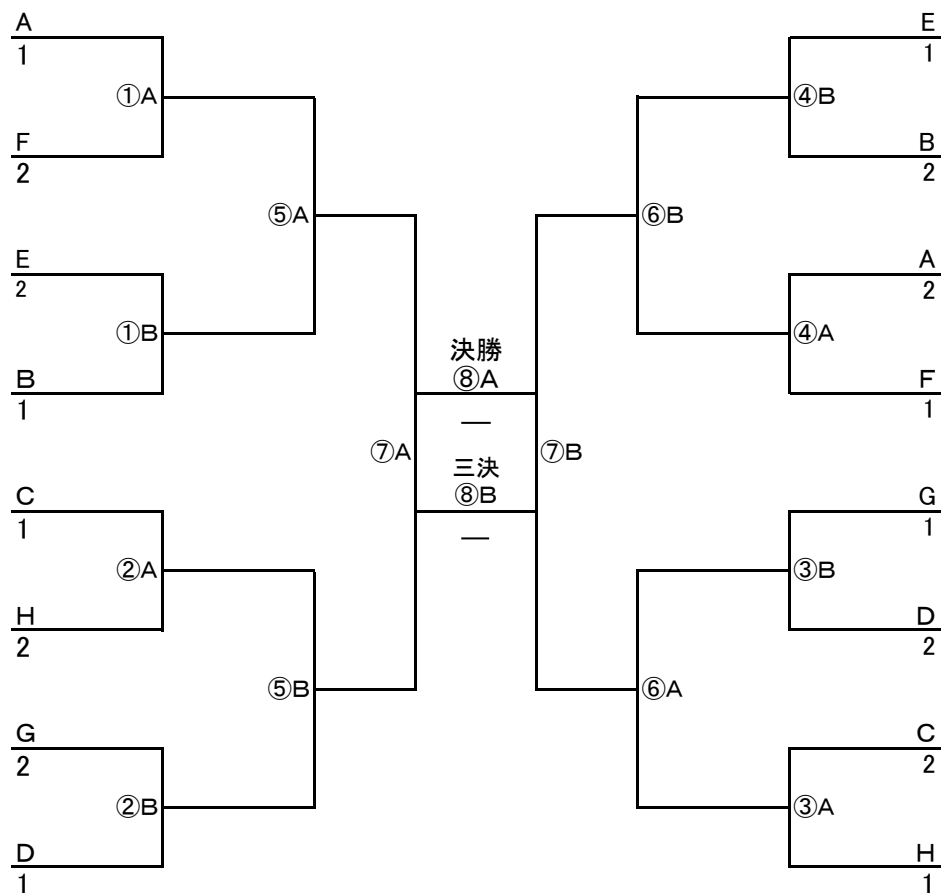 A
1
①A
F
2
⑤A
E
2
①B
B
1
⑦A
C
1
②A
H
2
⑤B
G
2
②B
D
1
決勝
⑧A
—
三決
⑧B
—
E
1
④B
B
2
⑥B
A
2
④A
F
1
⑦B
G
1
③B
D
2
⑥A
C
2
③A
H
1